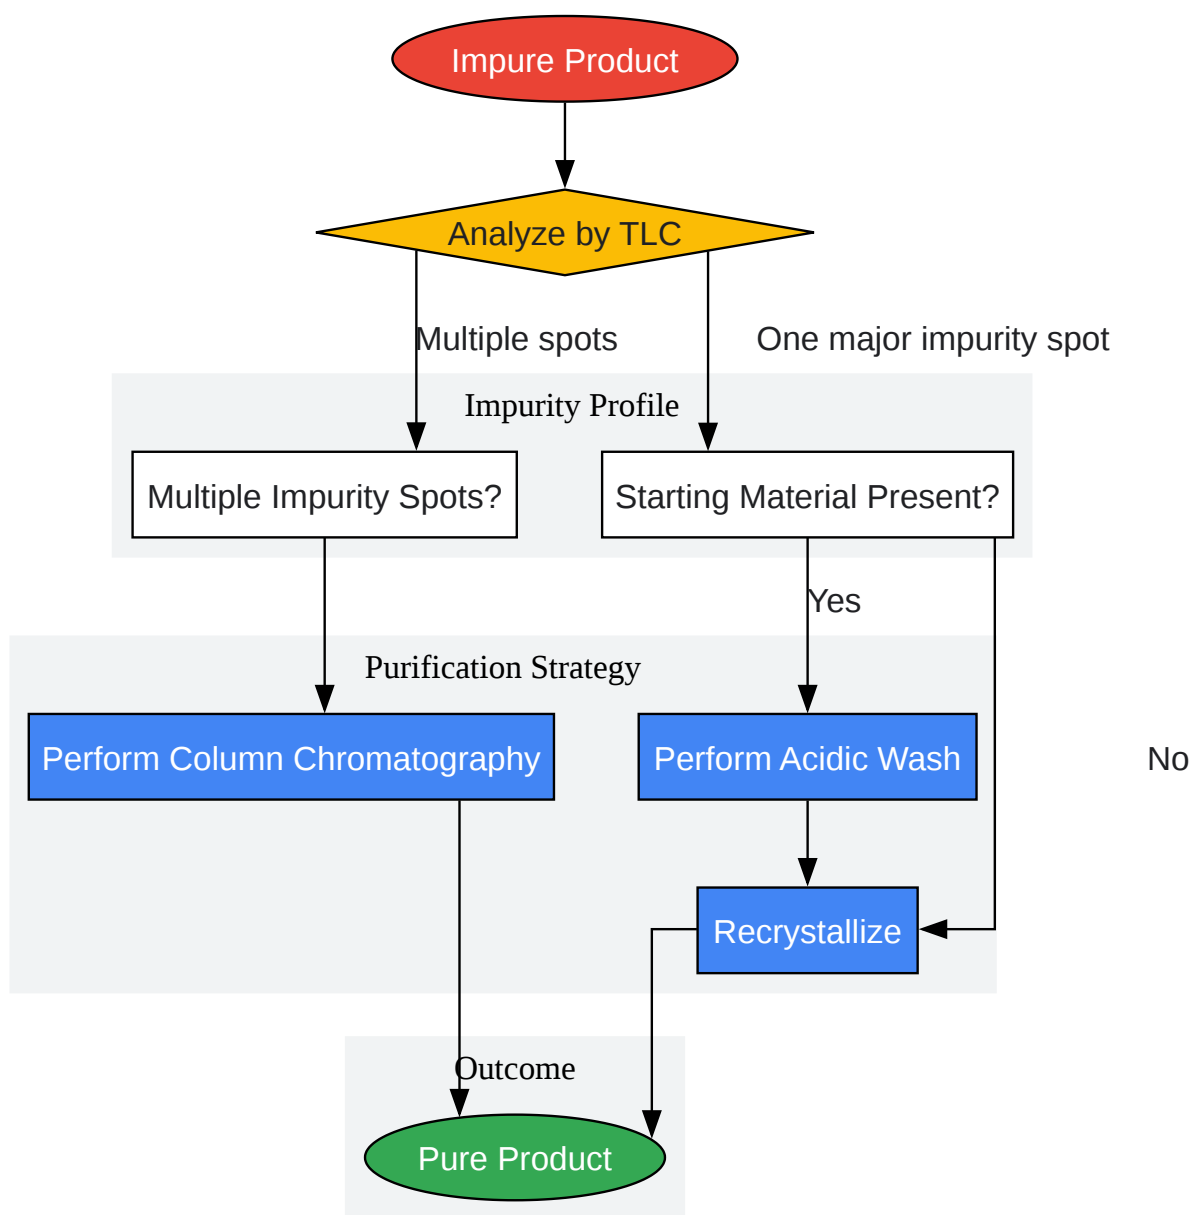 Impure Product
Analyze by TLC
Multiple spots
One major impurity spot
Impurity Profile
Multiple Impurity Spots?
Starting Material Present?
Yes
Purification Strategy
Perform Column Chromatography
Perform Acidic Wash
No
Recrystallize
Outcome
Pure Product